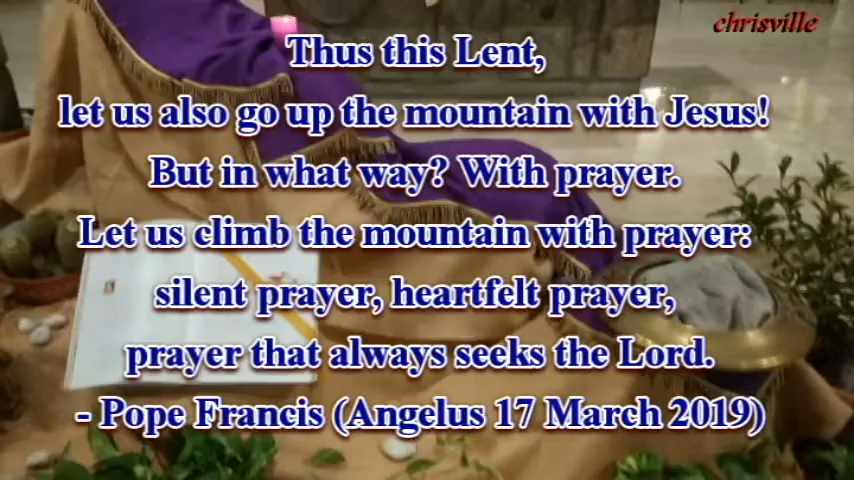 chrisville
Thus this Lent,
let us also go up the mountain with Jesus!
But in what way? With prayer.
Let us climb the mountain with prayer:
silent prayer, heartfelt prayer,
prayer that always seeks the Lord.
- Pope Francis (Angelus 17 March 2019)